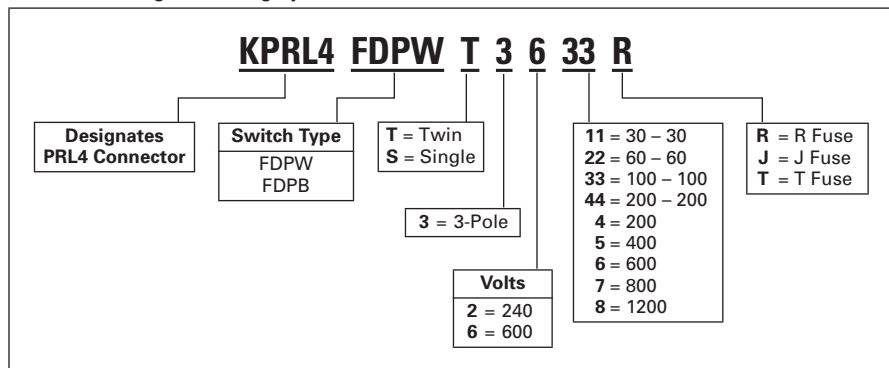 KPRL4 FDPW T 3 6 33 R
Designates
PRL4 Connector
Switch Type
FDPW
FDPB
T = Twin
S = Single
3 = 3-Pole
Volts
2 = 240
6 = 600
11 = 30 – 30
22 = 60 – 60
33 = 100 – 100
44 = 200 – 200
4 = 200
5 = 400
6 = 600
7 = 800
8 = 1200
R = R Fuse
J = J Fuse
T = T Fuse